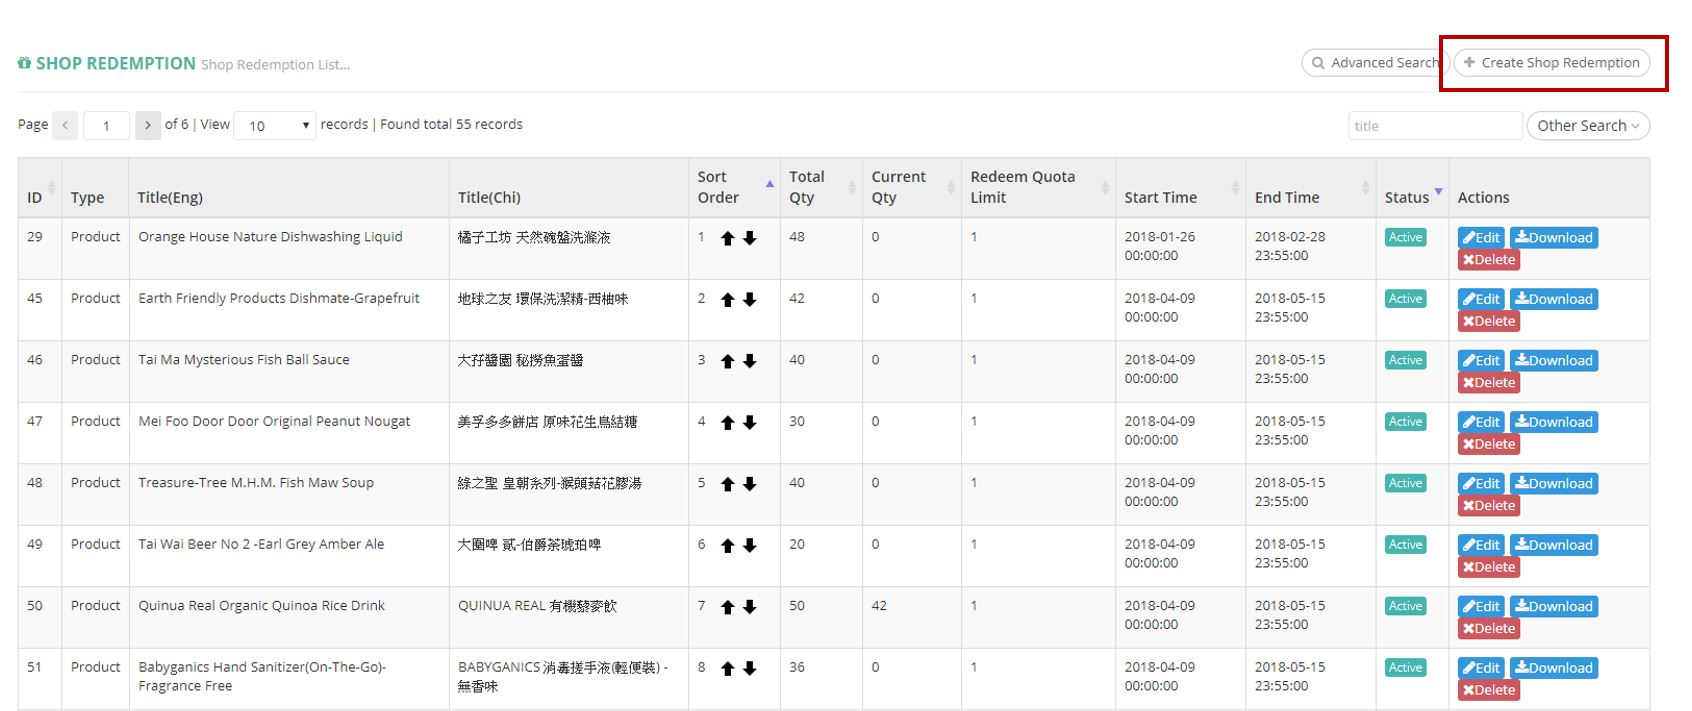 SHOP REDEMPTION Shop Redemption List...
Advanced Search
Create Shop Redemption
Page 1 of 6 | View 10 records | Found total 55 records
title
Other Search
ID Type Title(Eng) Title(Chi) Sort Order Total Qty Current Qty Redeem Quota Limit Start Time End Time Status Actions
29 Product Orange House Nature Dishwashing Liquid 橘子工坊 天然碗盤洗滌液 1 48 0 1 2018-01-26 2018-02-28 Active Edit Download
00:00:00 23:55:00 Delete
45 Product Earth Friendly Products Dishmate-Grapefruit 地球之友 環保洗潔精-西柚味 2 42 0 1 2018-04-09 2018-05-15 Active Edit Download
00:00:00 23:55:00 Delete
46 Product Tai Ma Mysterious Fish Ball Sauce 大孖醬園 秘撈魚蛋醬 3 40 0 1 2018-04-09 2018-05-15 Active Edit Download
00:00:00 23:55:00 Delete
47 Product Mei Foo Door Door Original Peanut Nougat 美孚多多餅店 原味花生鳥結糖 4 30 0 1 2018-04-09 2018-05-15 Active Edit Download
00:00:00 23:55:00 Delete
48 Product Treasure-Tree M.H.M. Fish Maw Soup 綠之聖 皇朝系列-猴頭菇花膠湯 5 40 0 1 2018-04-09 2018-05-15 Active Edit Download
00:00:00 23:55:00 Delete
49 Product Tai Wai Beer No 2 -Earl Grey Amber Ale 大圍啤 貳-伯爵茶琥珀啤 6 20 0 1 2018-04-09 2018-05-15 Active Edit Download
00:00:00 23:55:00 Delete
50 Product Quinua Real Organic Quinoa Rice Drink QUINUA REAL 有機藜麥飲 7 50 42 1 2018-04-09 2018-05-15 Active Edit Download
00:00:00 23:55:00 Delete
51 Product Babyganics Hand Sanitizer(On-The-Go)- BABYGANICS 消毒搓手液(輕便裝) - 8 36 0 1 2018-04-09 2018-05-15 Active Edit Download
Fragrance Free 無香味 00:00:00 23:55:00 Delete